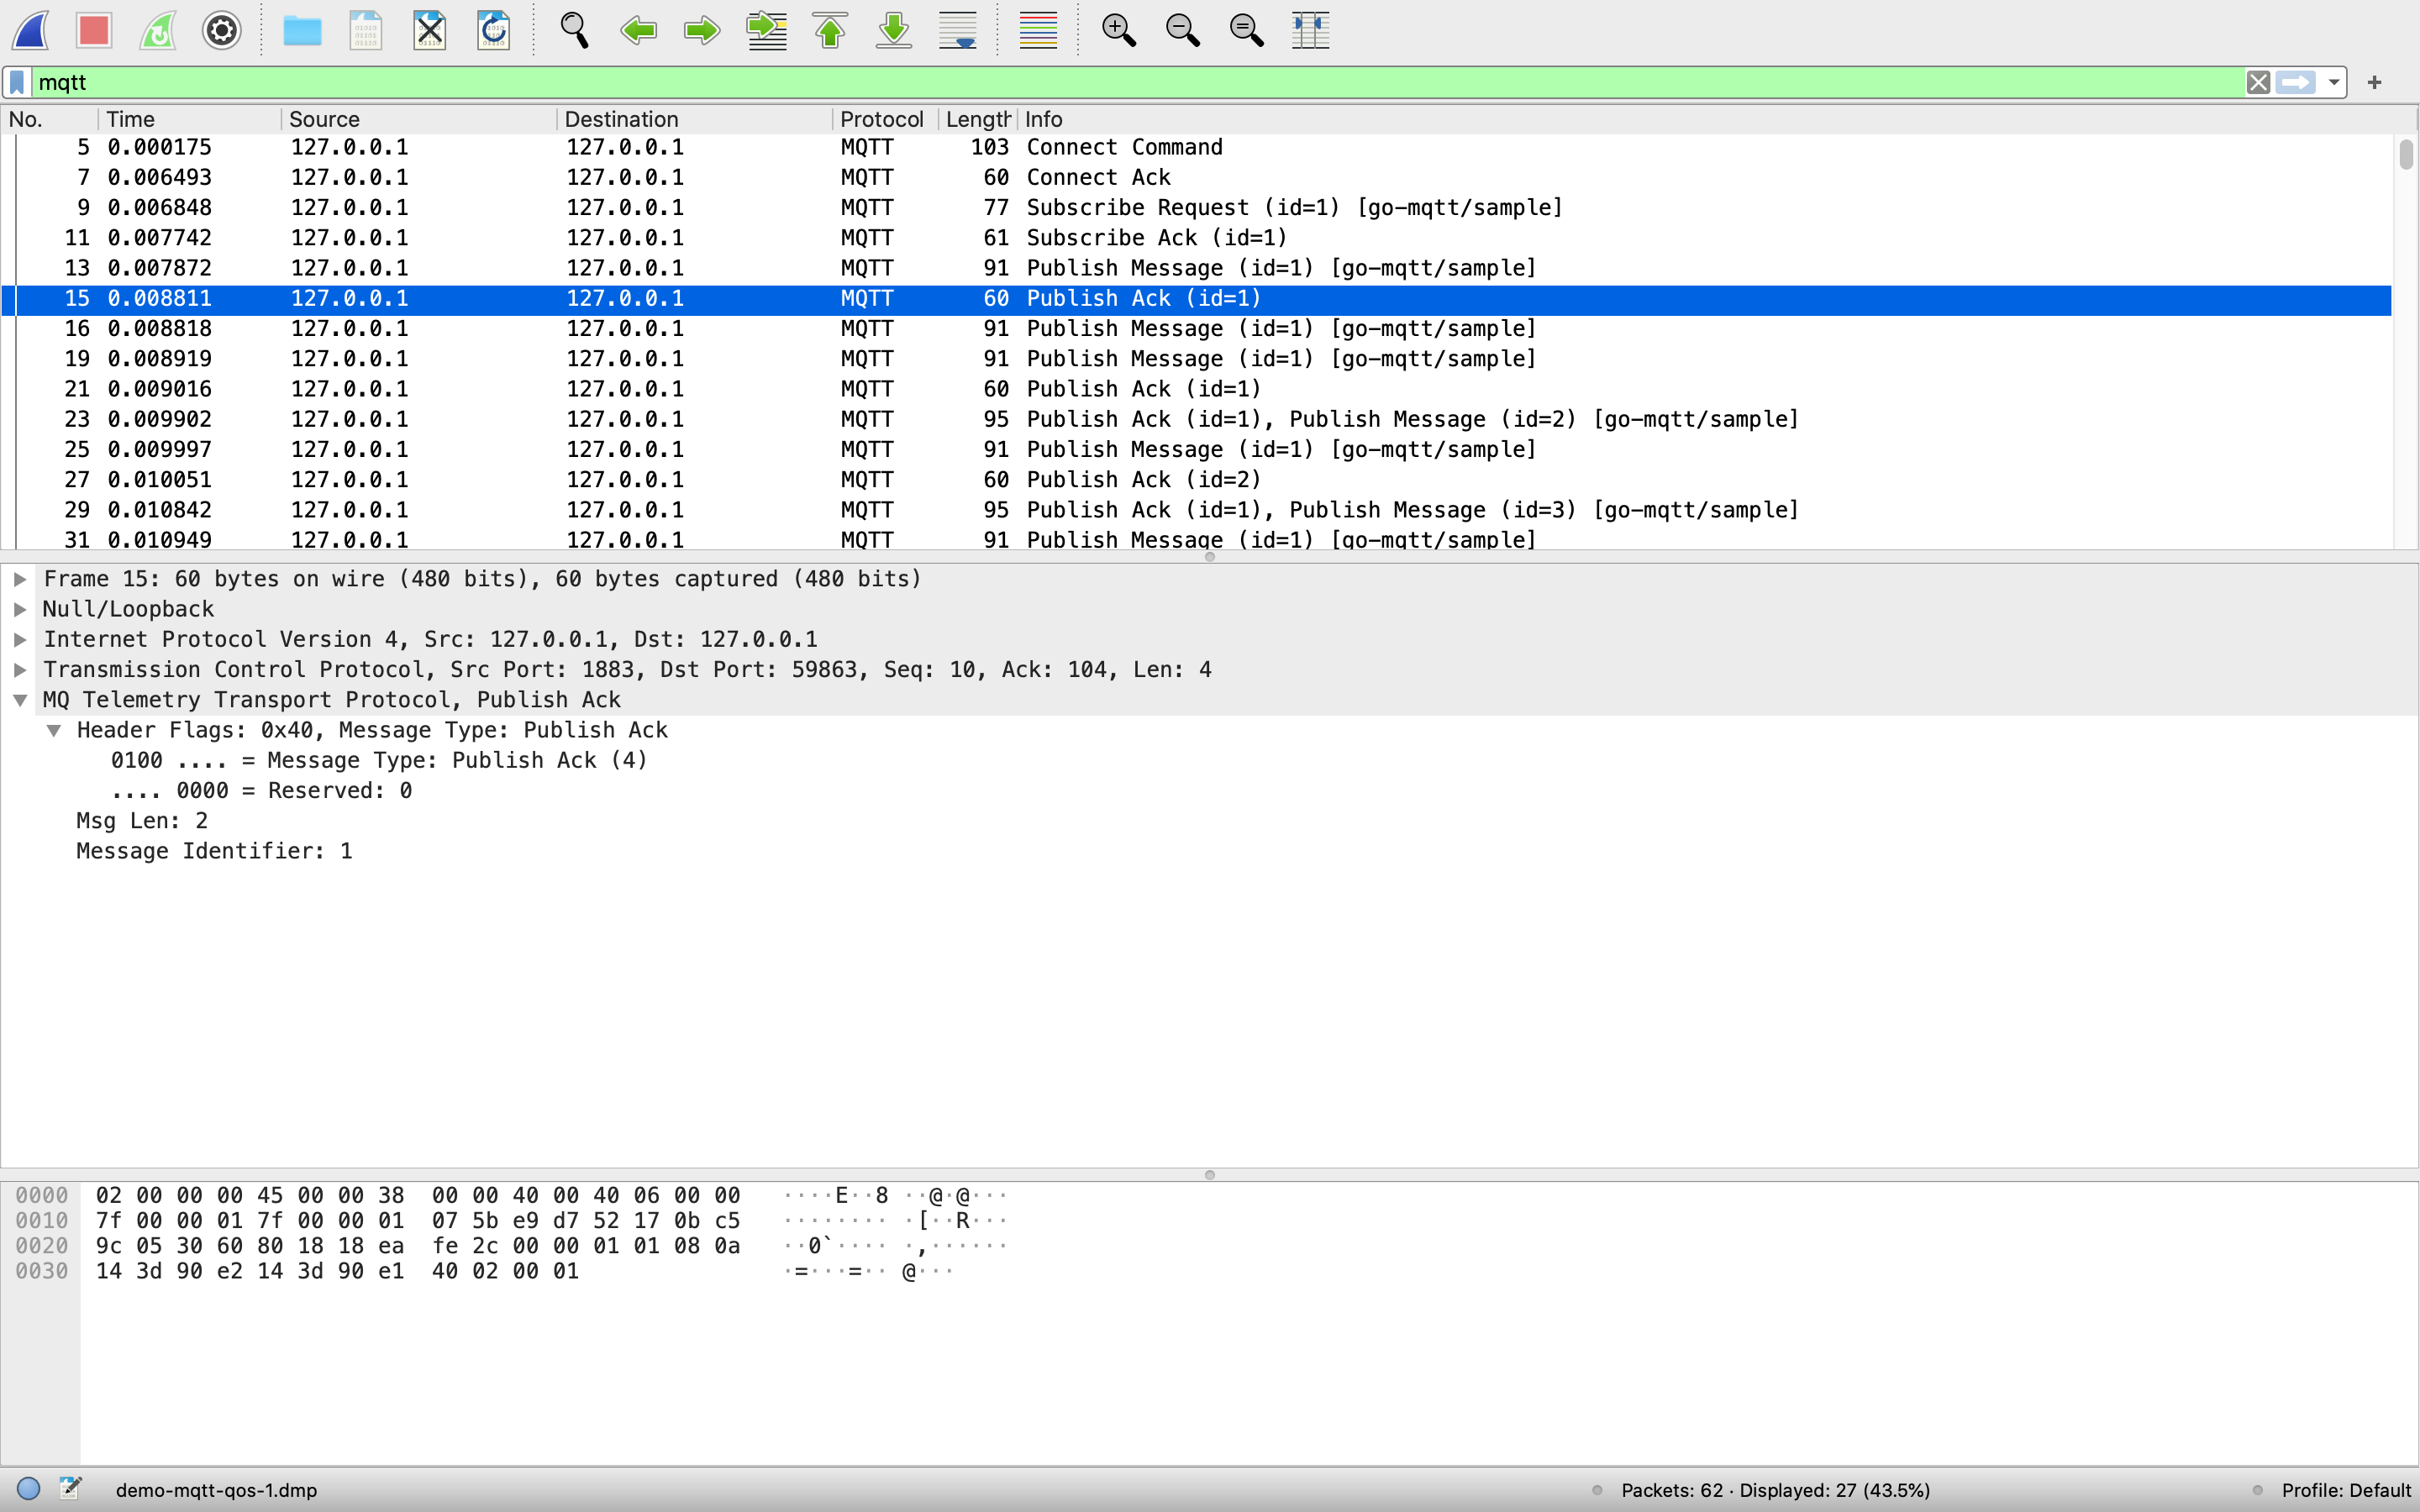 mqtt
No. Time Source Destination Protocol Length Info
5 0.000175 127.0.0.1 127.0.0.1 MQTT 103 Connect Command
7 0.006493 127.0.0.1 127.0.0.1 MQTT 60 Connect Ack
9 0.006848 127.0.0.1 127.0.0.1 MQTT 77 Subscribe Request (id=1) [go-mqtt/sample]
11 0.007742 127.0.0.1 127.0.0.1 MQTT 61 Subscribe Ack (id=1)
13 0.007872 127.0.0.1 127.0.0.1 MQTT 91 Publish Message (id=1) [go-mqtt/sample]
15 0.008811 127.0.0.1 127.0.0.1 MQTT 60 Publish Ack (id=1)
16 0.008818 127.0.0.1 127.0.0.1 MQTT 91 Publish Message (id=1) [go-mqtt/sample]
19 0.008919 127.0.0.1 127.0.0.1 MQTT 91 Publish Message (id=1) [go-mqtt/sample]
21 0.009016 127.0.0.1 127.0.0.1 MQTT 60 Publish Ack (id=1)
23 0.009902 127.0.0.1 127.0.0.1 MQTT 95 Publish Ack (id=1), Publish Message (id=2) [go-mqtt/sample]
25 0.009997 127.0.0.1 127.0.0.1 MQTT 91 Publish Message (id=1) [go-mqtt/sample]
27 0.010051 127.0.0.1 127.0.0.1 MQTT 60 Publish Ack (id=2)
29 0.010842 127.0.0.1 127.0.0.1 MQTT 95 Publish Ack (id=1), Publish Message (id=3) [go-mqtt/sample]
31 0.010949 127.0.0.1 127.0.0.1 MQTT 91 Publish Message (id=1) [go-mqtt/sample]
Frame 15: 60 bytes on wire (480 bits), 60 bytes captured (480 bits)
Null/Loopback
Internet Protocol Version 4, Src: 127.0.0.1, Dst: 127.0.0.1
Transmission Control Protocol, Src Port: 1883, Dst Port: 59863, Seq: 10, Ack: 104, Len: 4
MQ Telemetry Transport Protocol, Publish Ack
Header Flags: 0x40, Message Type: Publish Ack
0100 .... = Message Type: Publish Ack (4)
.... 0000 = Reserved: 0
Msg Len: 2
Message Identifier: 1
0000 02 00 00 00 45 00 00 38 00 00 40 00 40 06 00 00 ····E··8 ··@·@···
0010 7f 00 00 01 7f 00 00 01 07 5b e9 d7 52 17 0b c5 ········ ·[··R···
0020 9c 05 30 60 80 18 18 ea fe 2c 00 00 01 01 08 0a ··0`···· ·,······
0030 14 3d 90 e2 14 3d 90 e1 40 02 00 01 ·=···=·· @···
demo-mqtt-qos-1.dmp Packets: 62 · Displayed: 27 (43.5%) Profile: Default